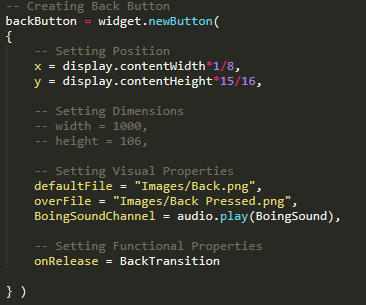 -- Creating Back Button
backButton = widget.newButton(
{
-- Setting Position
x = display.contentWidth*1/8,
y = display.contentHeight*15/16,
-- Setting Dimensions
-- width = 1000,
-- height = 106,
-- Setting Visual Properties
defaultFile = "Images/Back.png",
overFile = "Images/Back Pressed.png",
BoingSoundChannel = audio.play(BoingSound),
-- Setting Functional Properties
onRelease = BackTransition
} )